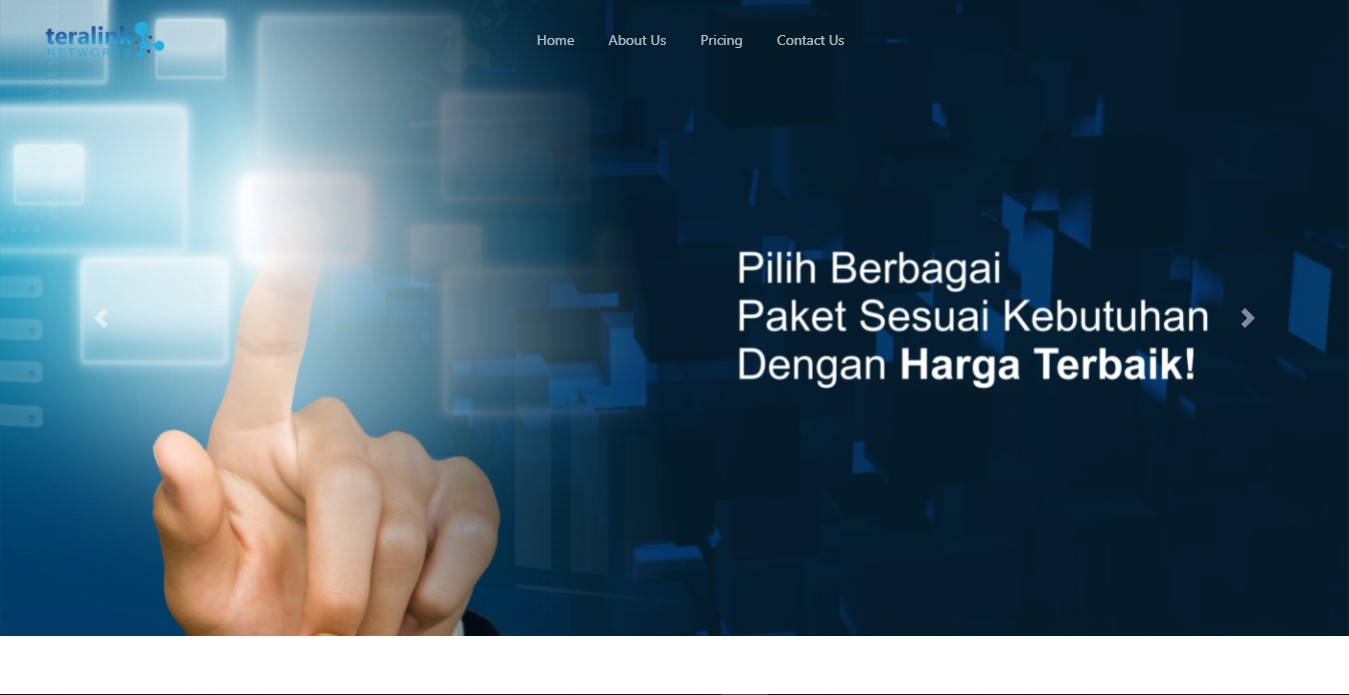 teralink
NETWORKS
Home About Us Pricing Contact Us
Pilih Berbagai
Paket Sesuai Kebutuhan
Dengan Harga Terbaik!